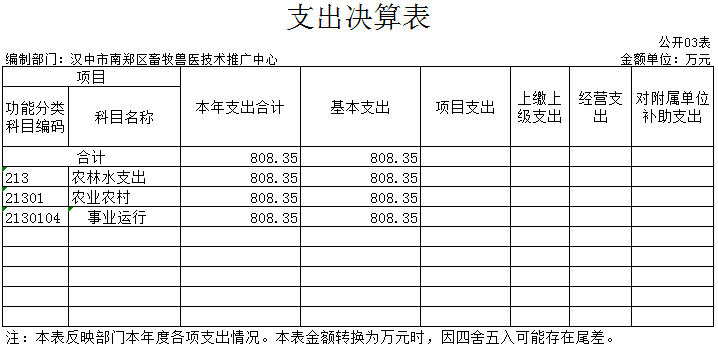 支出决算表
公开03表
编制部门：汉中市南郑区畜牧兽医技术推广中心 金额单位：万元
项目 本年支出合计 基本支出 项目支出 上缴上级支出 经营支出 对附属单位补助支出
功能分类科目编码 科目名称
合计 808.35 808.35
213 农林水支出 808.35 808.35
21301 农业农村 808.35 808.35
2130104 事业运行 808.35 808.35
注：本表反映部门本年度各项支出情况。本表金额转换为万元时，因四舍五入可能存在尾差。